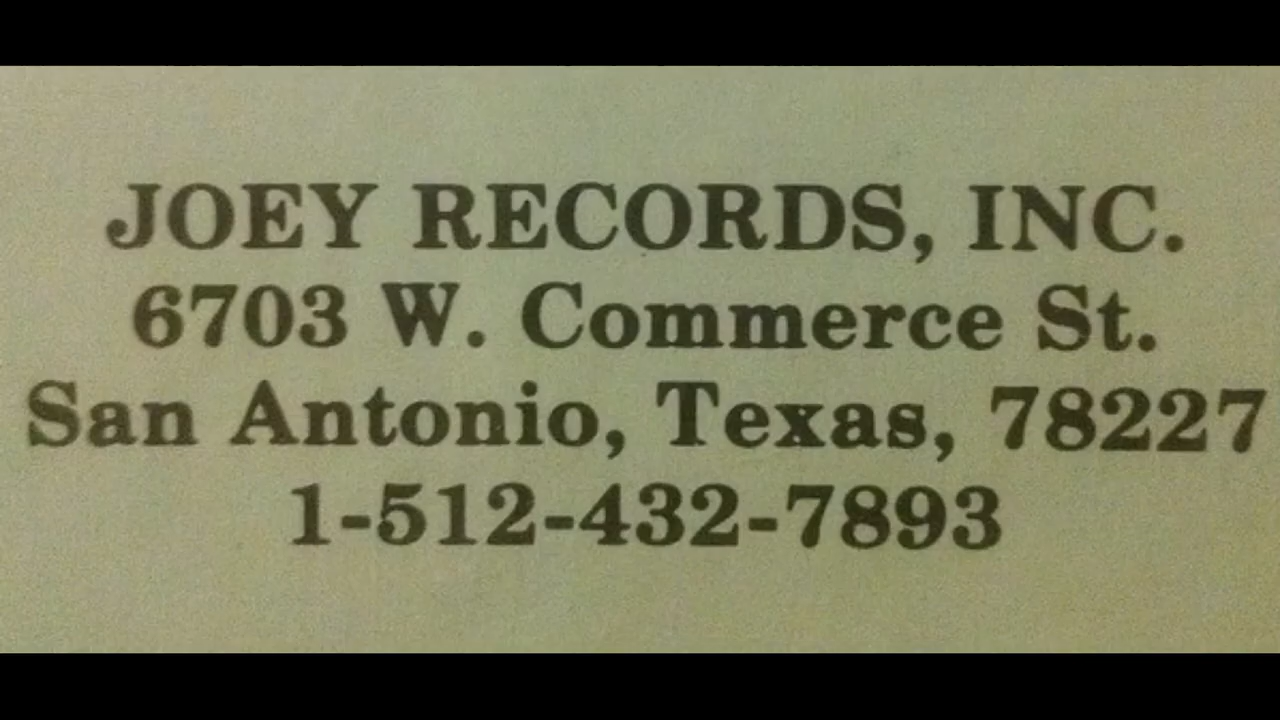 JOEY RECORDS, INC.
6703 W. Commerce St.
San Antonio, Texas, 78227
1-512-432-7893